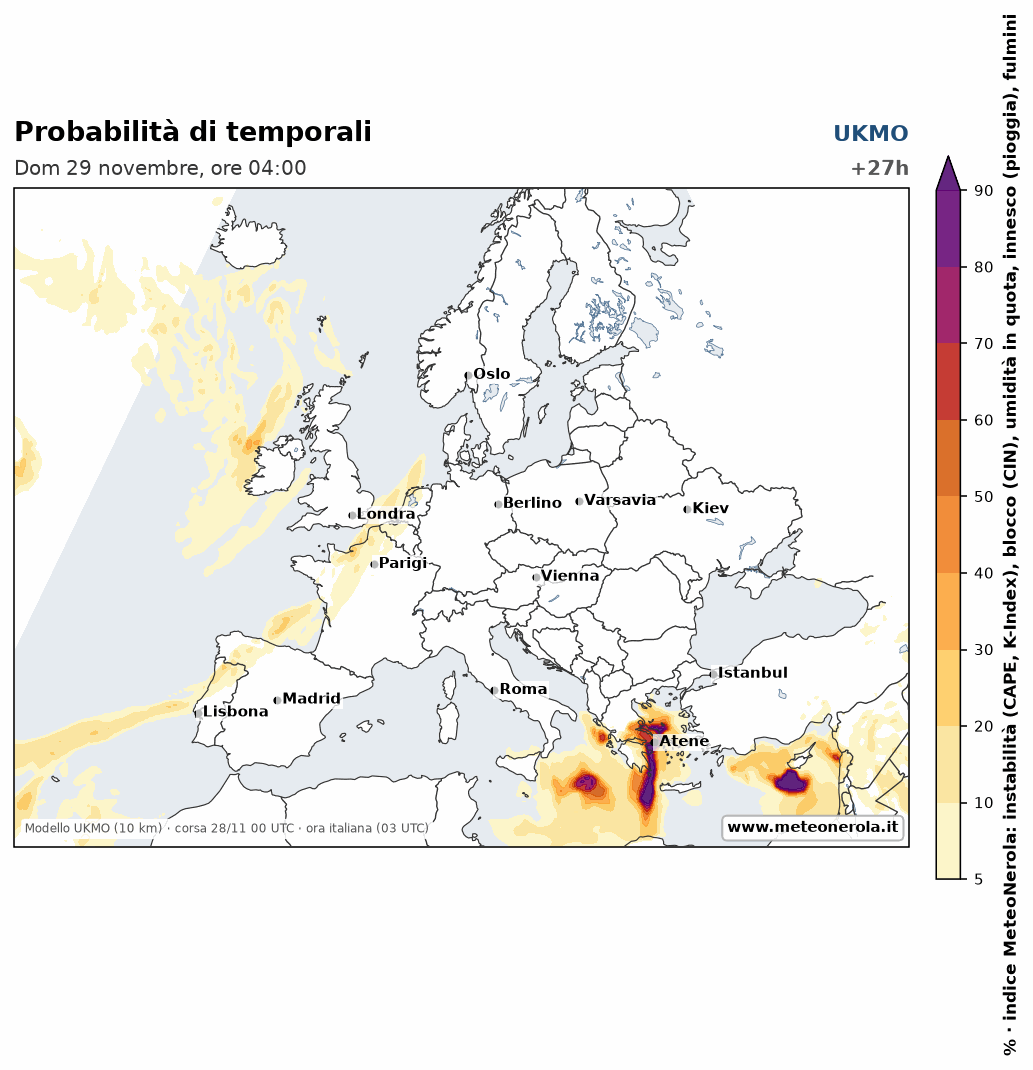 Probabilità di temporali
UKMO
Dom 29 novembre, ore 04:00
+27h
Oslo
Londra
Berlino
Varsavia
Kiev
Parigi
Vienna
Istanbul
Roma
Madrid
Lisbona
Atene
Modello UKMO (10 km) · corsa 28/11 00 UTC · ora italiana (03 UTC)
www.meteonerola.it
90
80
70
60
50
40
30
20
10
5
% · indice MeteoNerola: instabilità (CAPE, K-Index), blocco (CIN), umidità in quota, innesco (pioggia), fulmini